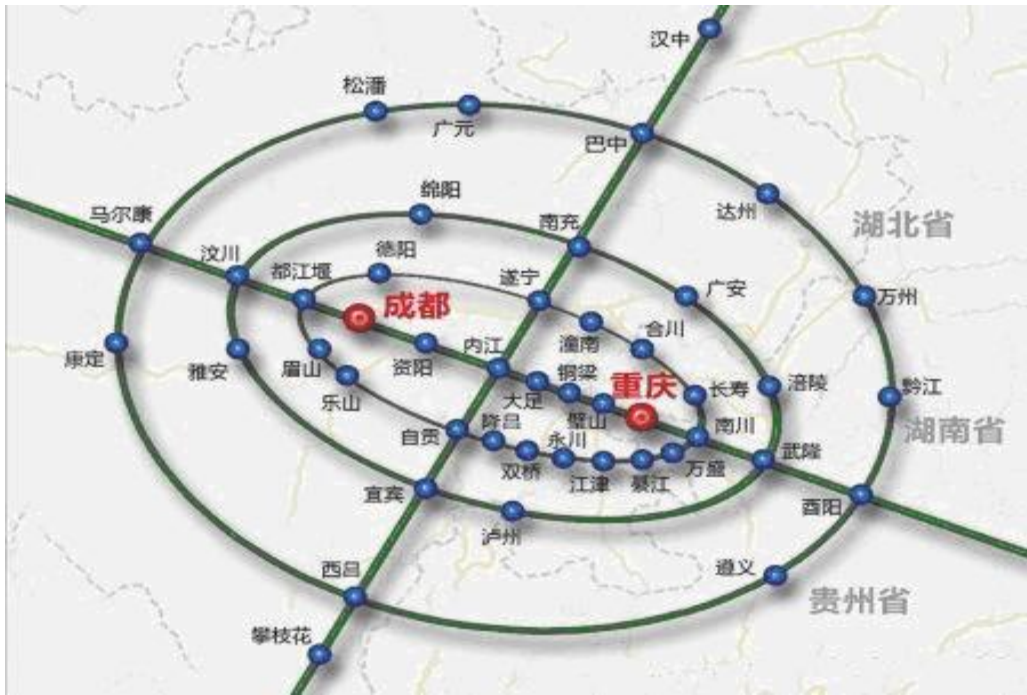 汉中
松潘
广元
巴中
绵阳
达州
马尔康
湖北省
南充
汶川
德阳
都江堰
遂宁
广安
万州
成都
潼南
合川
内江
康定
雅安
眉山
资阳
铜梁
重庆
长寿
涪陵
黔江
乐山
大足
璧山
湖南省
隆昌
南川
自贡
永川
万盛
武隆
双桥
江津
綦江
宜宾
酉阳
泸州
西昌
遵义
贵州省
攀枝花